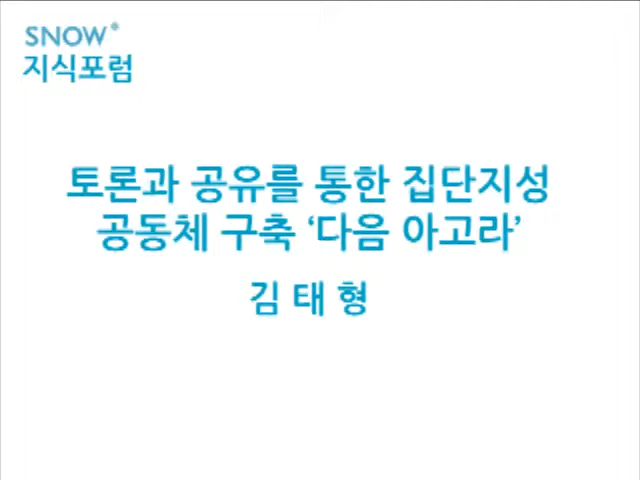 SNOW*
지식포럼
토론과 공유를 통한 집단지성
공동체 구축 ‘다음 아고라’
김 태 형